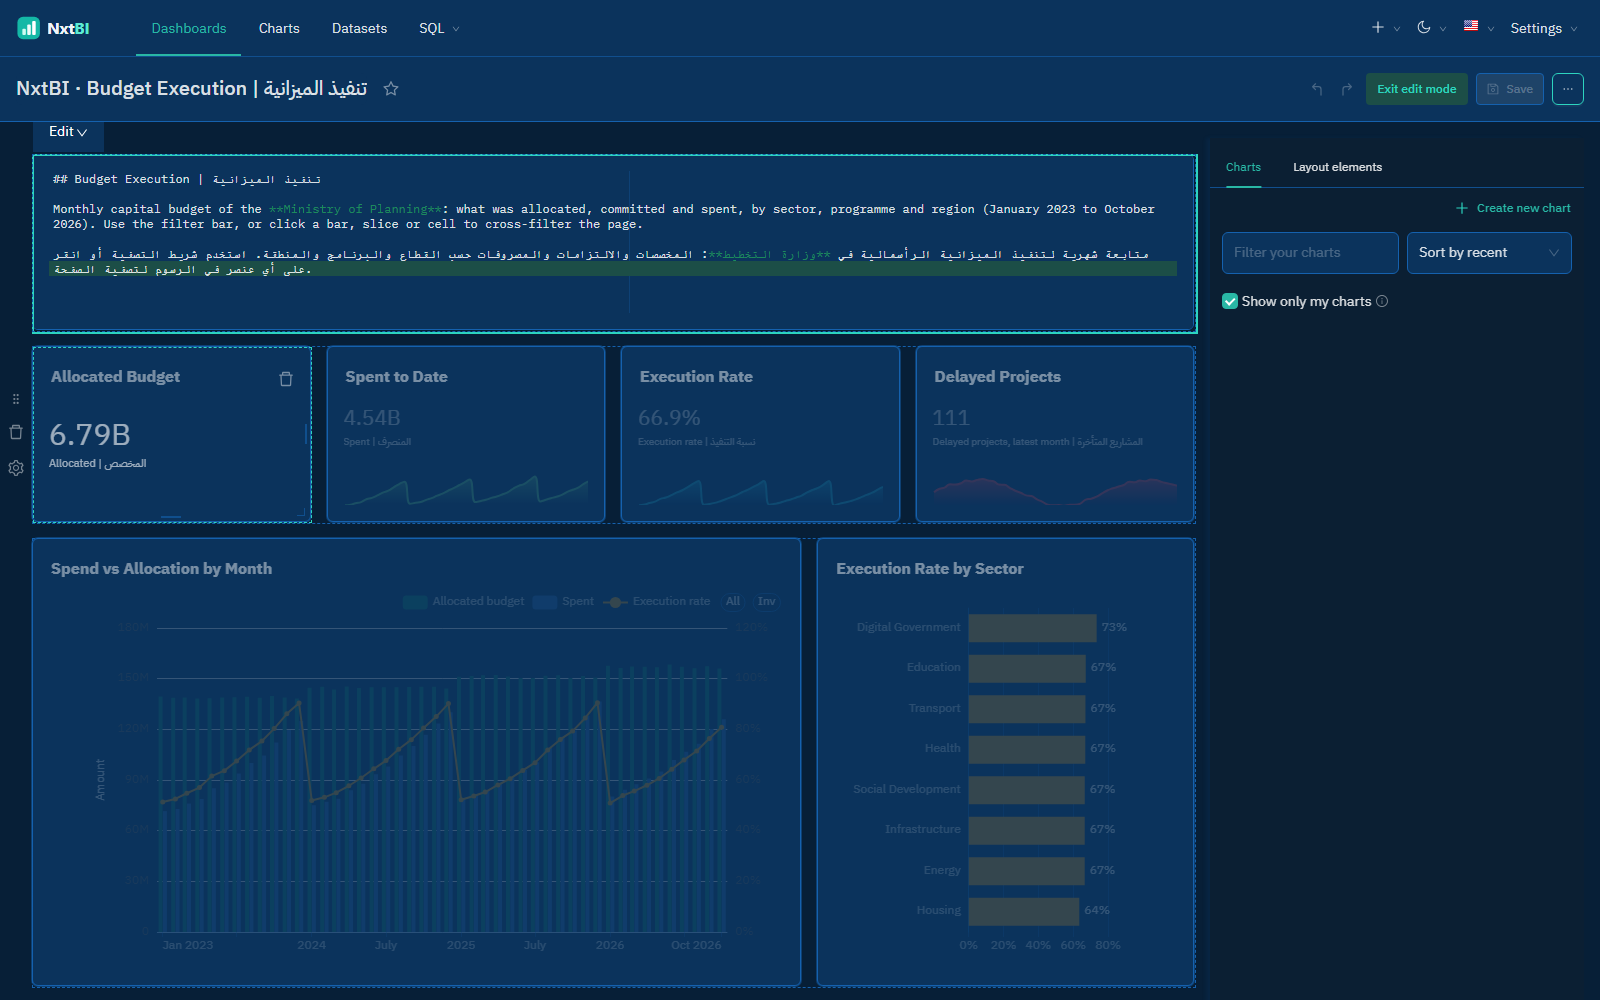 NxtBI
Dashboards
Charts
Datasets
SQL
Settings
NxtBI · Budget Execution | تنفيذ الميزانية
Exit edit mode
Save
Edit
## Budget Execution | تنفيذ الميزانية
Monthly capital budget of the **Ministry of Planning**: what was allocated, committed and spent, by sector, programme and region (January 2023 to October
2026). Use the filter bar, or click a bar, slice or cell to cross-filter the page.
متابعة شهرية لتنفيذ الميزانية الرأسمالية في **وزارة التخطيط**: المخصصات والالتزامات والمصروفات حسب القطاع والبرنامج والمنطقة. استخدم شريط التصفية أو انقر
على أي عنصر في الرسوم لتصفية الصفحة.
Charts
Layout elements
Create new chart
Filter your charts
Sort by recent
Show only my charts
Allocated Budget
6.79B
Allocated | المخصص
Spent to Date
4.54B
Spent | المنصرف
Execution Rate
66.9%
Execution rate | نسبة التنفيذ
Delayed Projects
111
Delayed projects, latest month | المشاريع المتأخرة
Spend vs Allocation by Month
Allocated budget
Spent
Execution rate
All
Inv
Amount
Jan 2023
2024
July
2025
July
2026
Oct 2026
Execution Rate by Sector
Digital Government 73%
Education 67%
Transport 67%
Health 67%
Social Development 67%
Infrastructure 67%
Energy 67%
Housing 64%
0% 20% 40% 60% 80%